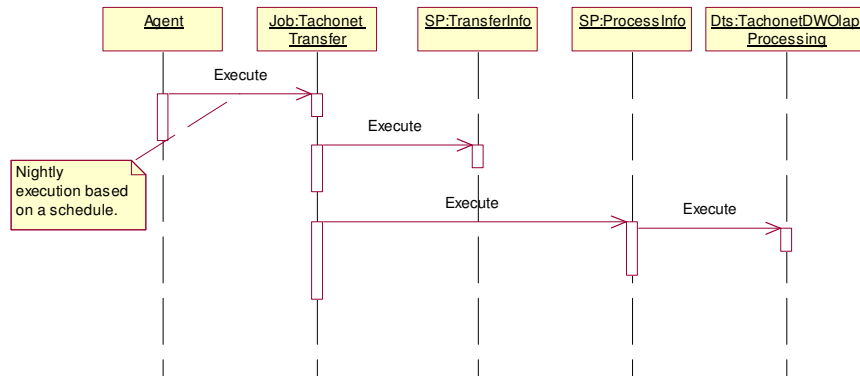 Agent
Job:Tachonet
Transfer
SP:TransferInfo
SP:ProcessInfo
Dts:TachonetDWOlap
Processing
Execute
Execute
Nightly
execution based
on a schedule.
Execute
Execute